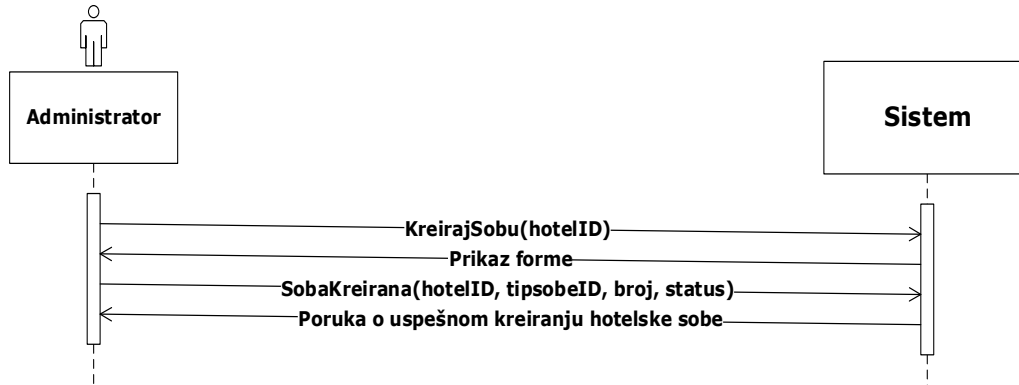 Administrator
Sistem
KreirajSobu(hotelID)
Prikaz forme
SobaKreirana(hotelID, tipsobeID, broj, status)
Poruka o uspešnom kreiranju hotelske sobe